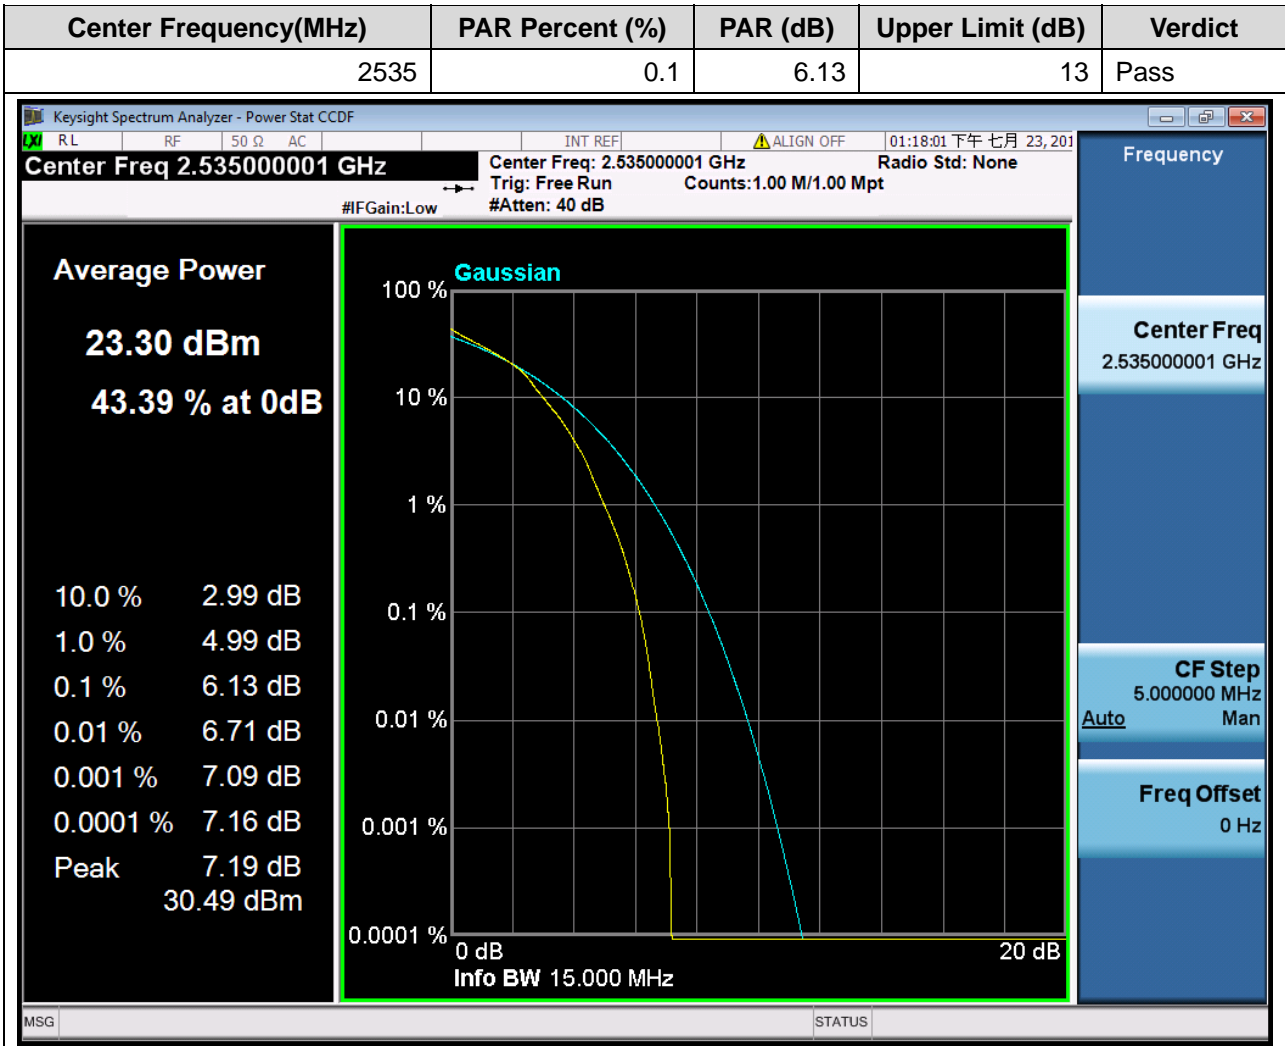 Center Frequency(MHz) PAR Percent (%) PAR (dB) Upper Limit (dB) Verdict
2535 0.1 6.13 13 Pass
Keysight Spectrum Analyzer - Power Stat CCDF
LXI RL RF 50 Ω AC INT REF ALIGN OFF 01:18:01 下午 七月 23, 201
Center Freq 2.535000001 GHz
Center Freq: 2.535000001 GHz Radio Std: None
Trig: Free Run Counts:1.00 M/1.00 Mpt
#IFGain:Low #Atten: 40 dB
Average Power
23.30 dBm
43.39 % at 0dB
10.0 % 2.99 dB
1.0 % 4.99 dB
0.1 % 6.13 dB
0.01 % 6.71 dB
0.001 % 7.09 dB
0.0001 % 7.16 dB
Peak 7.19 dB
30.49 dBm
Gaussian
100 %
10 %
1 %
0.1 %
0.01 %
0.001 %
0.0001 %
0 dB 20 dB
Info BW 15.000 MHz
Frequency
Center Freq
2.535000001 GHz
CF Step
5.000000 MHz
Auto Man
Freq Offset
0 Hz
MSG STATUS